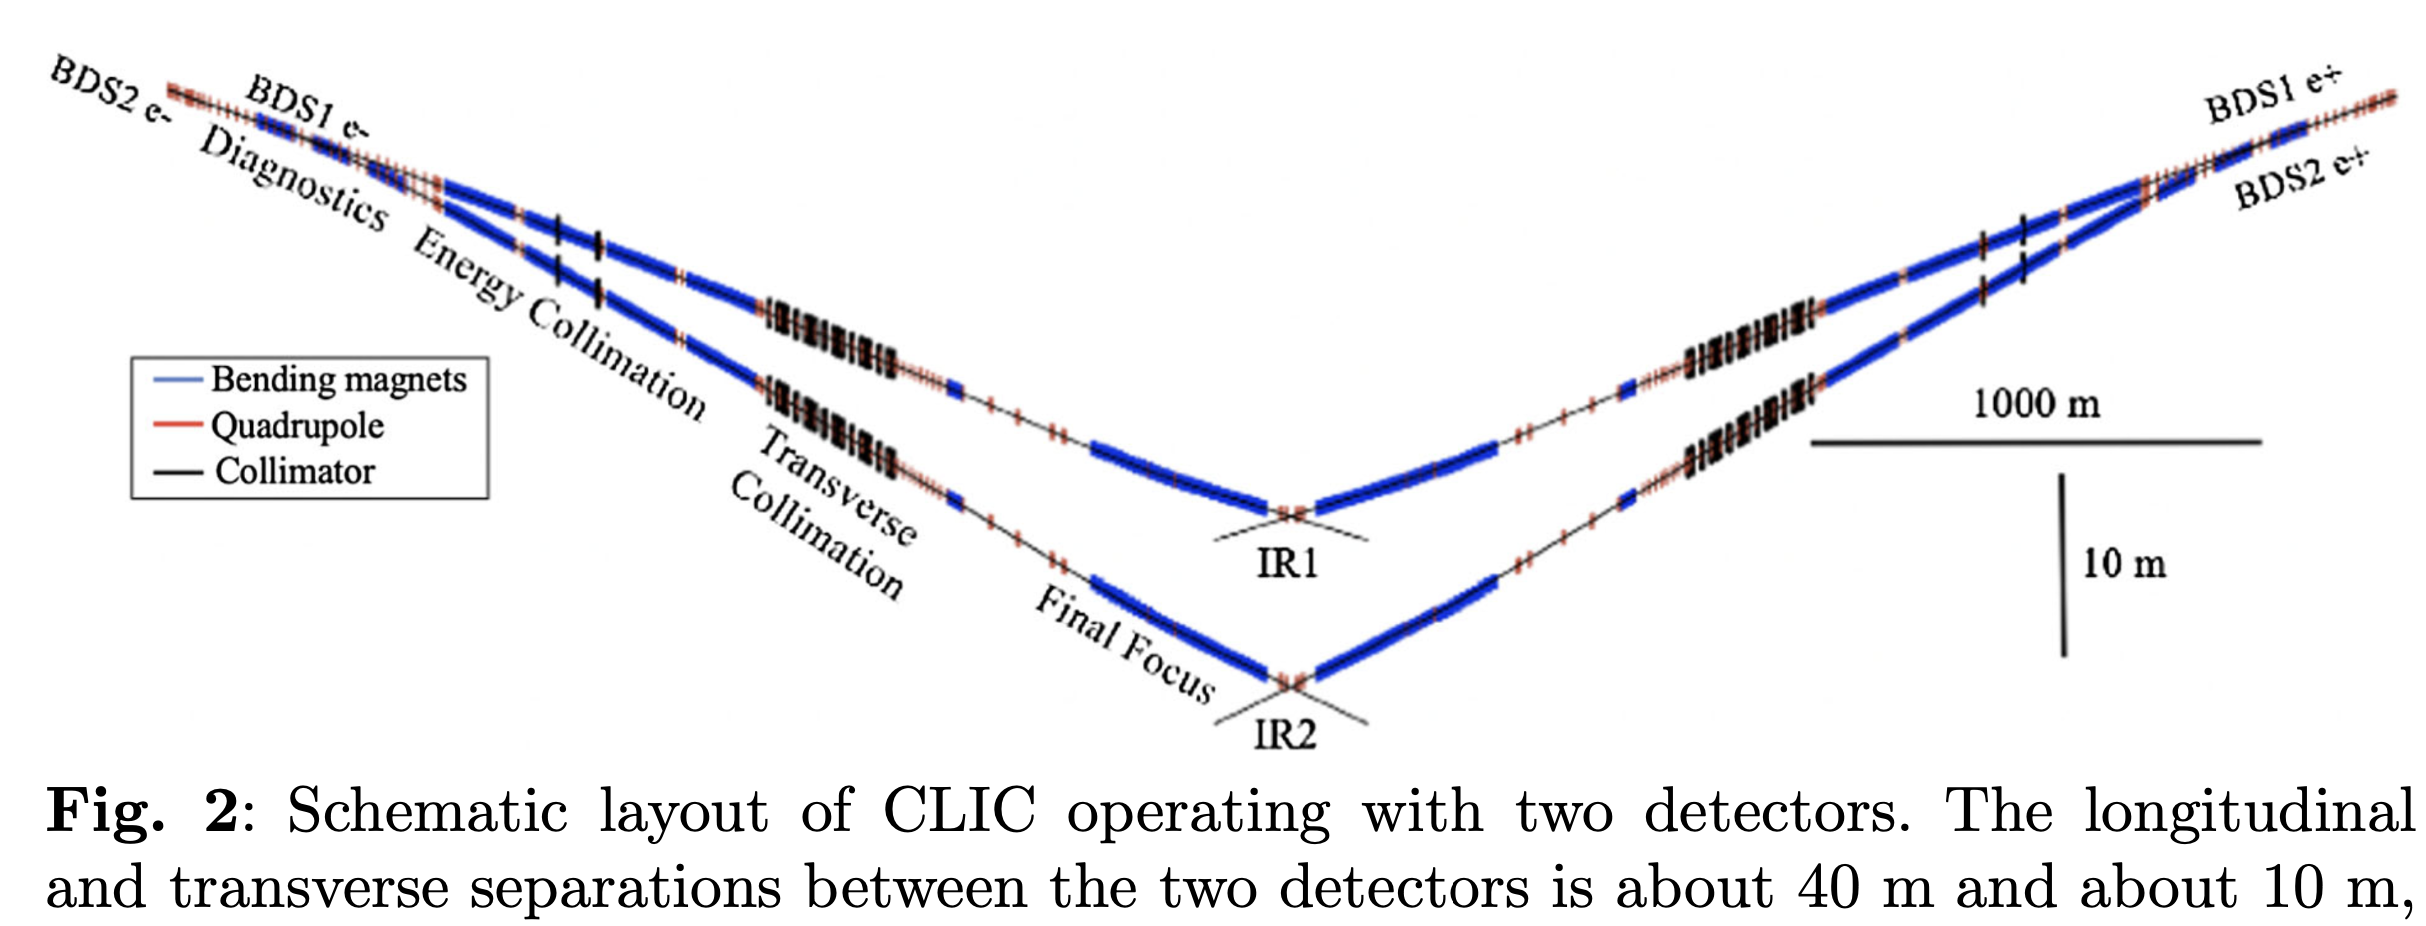 BDS2 e-
BDS1 e-
Diagnostics
Energy Collimation
Transverse
Collimation
Final Focus
Bending magnets
Quadrupole
Collimator
IR1
IR2
BDS1 e+
BDS2 e+
1000 m
10 m
Fig. 2: Schematic layout of CLIC operating with two detectors. The longitudinal
and transverse separations between the two detectors is about 40 m and about 10 m,